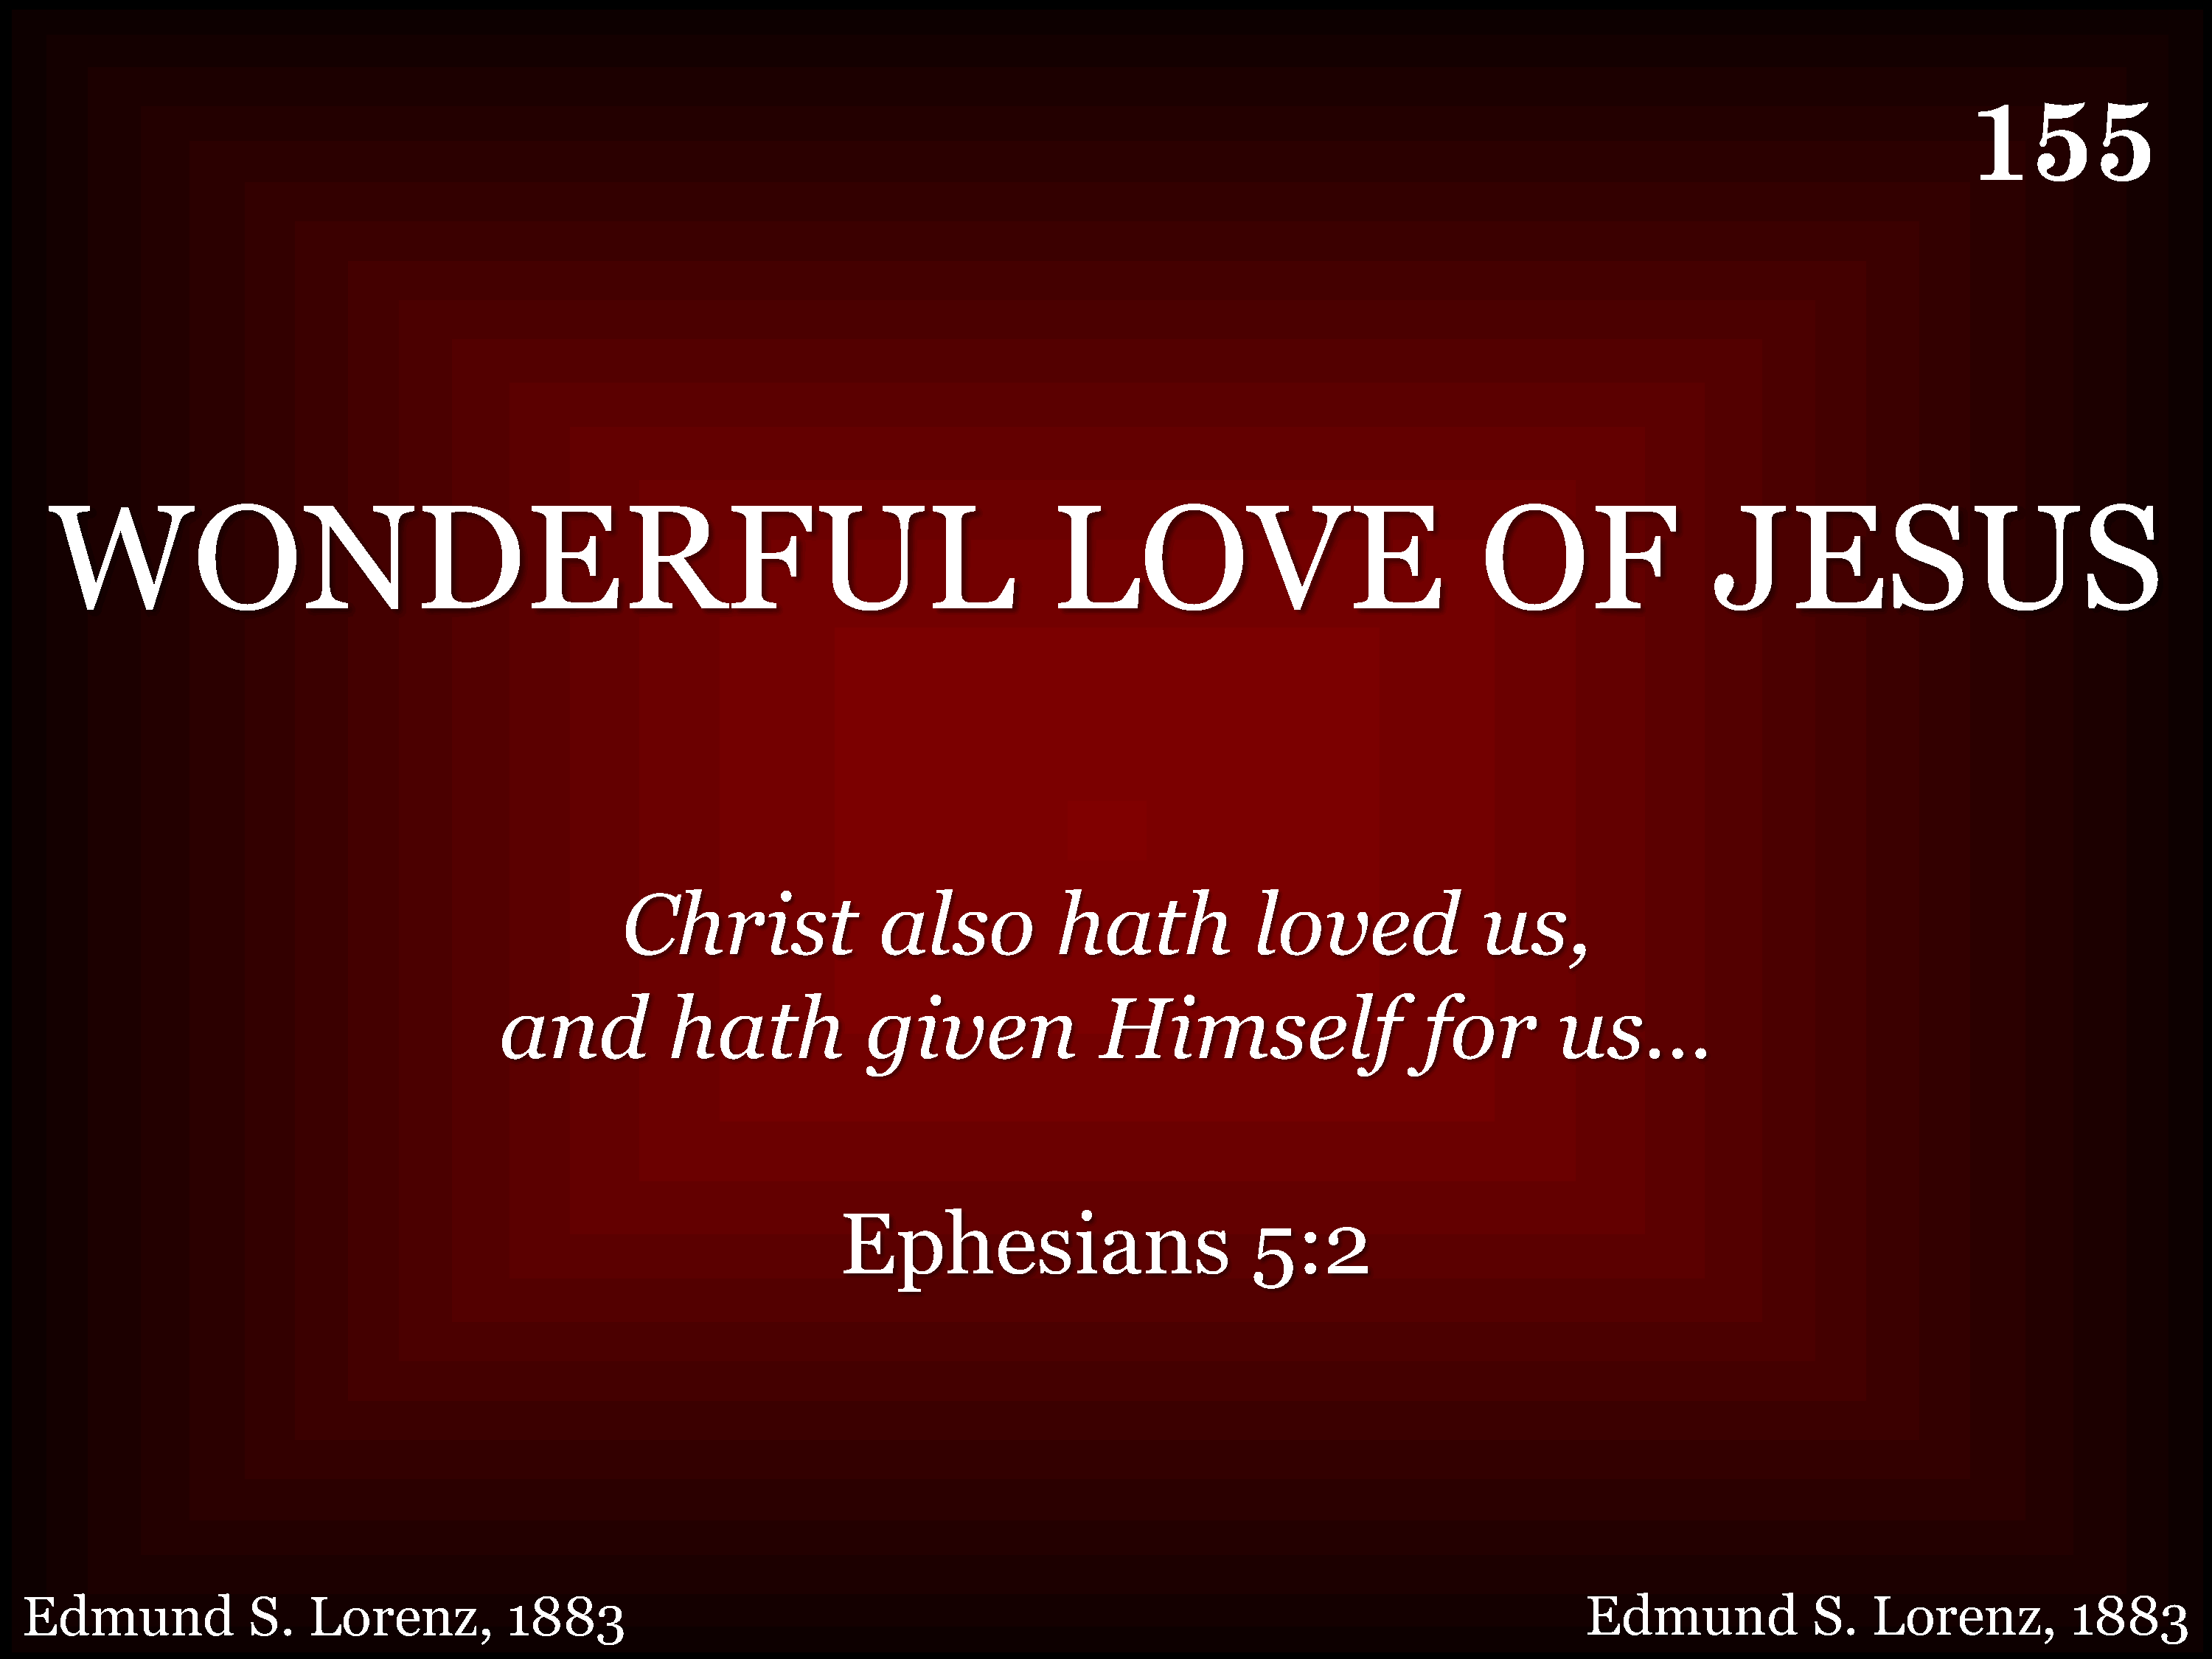 155
WONDERFUL LOVE OF JESUS
Christ also hath loved us,
and hath given Himself for us...
Ephesians 5:2
Edmund S. Lorenz, 1883
Edmund S. Lorenz, 1883